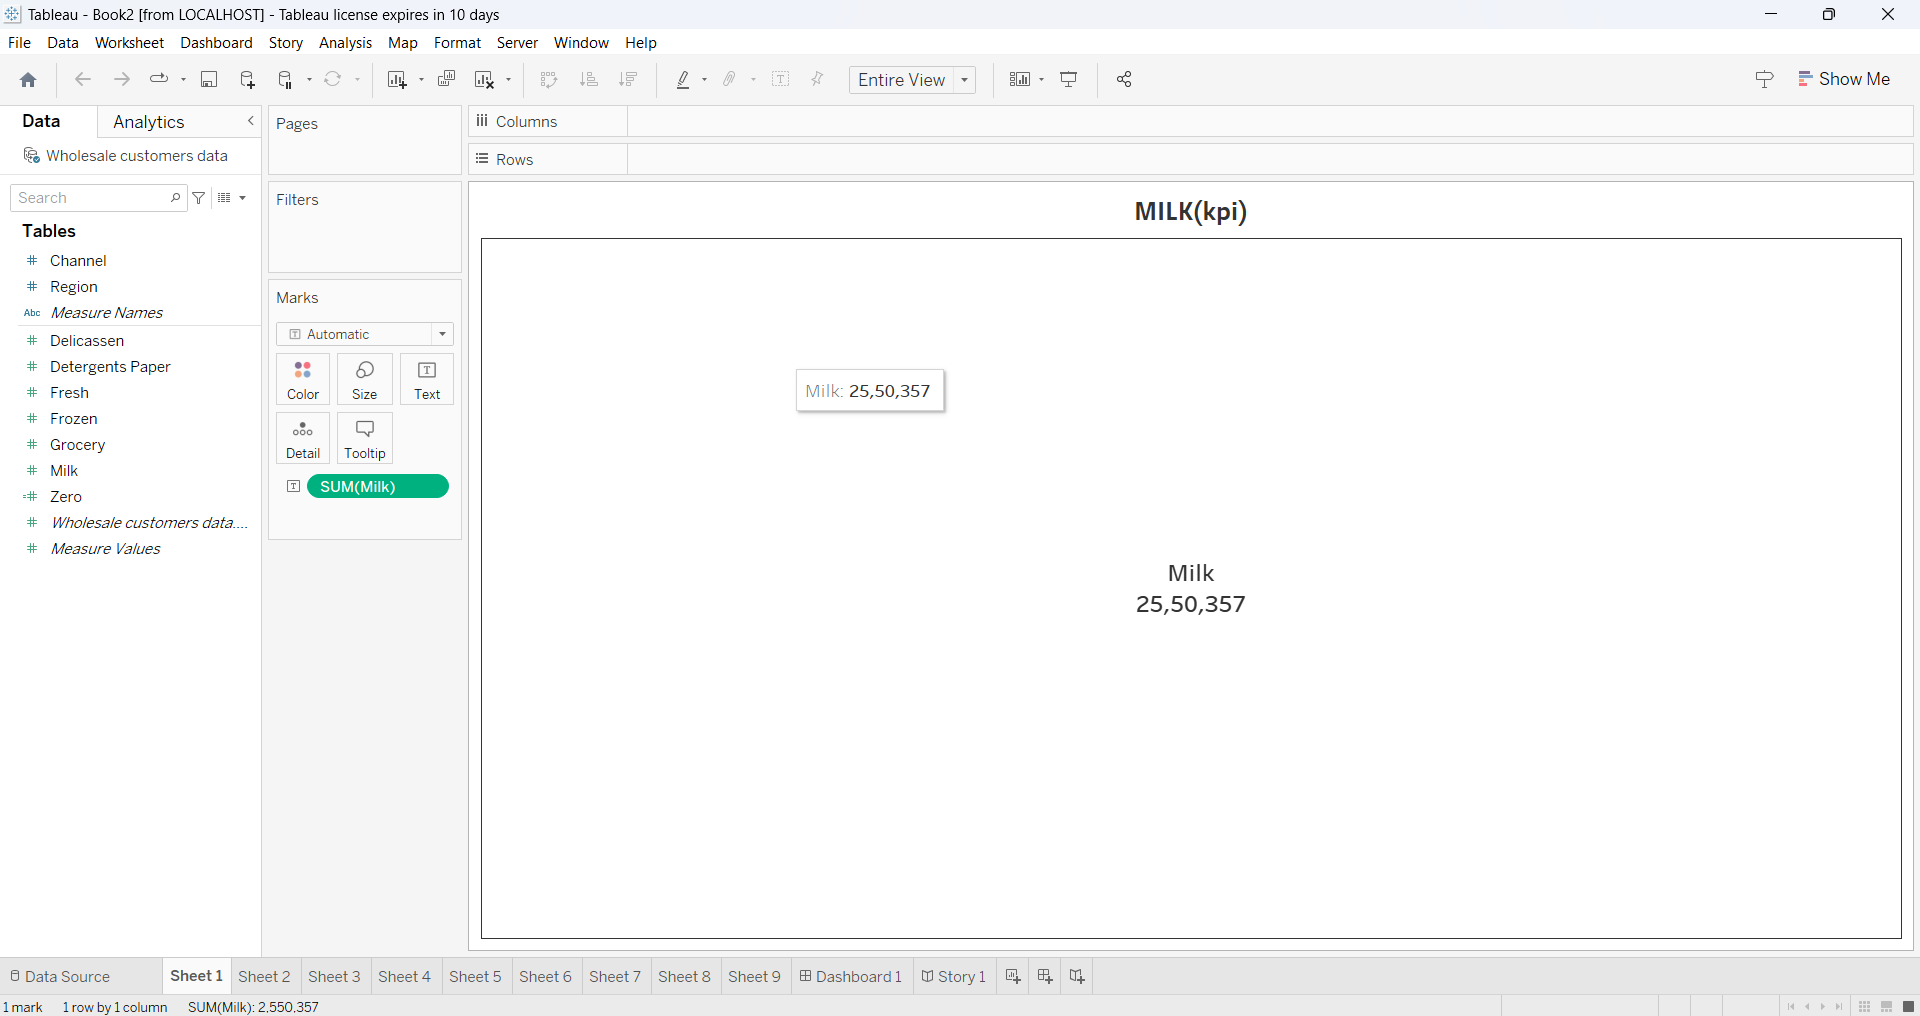 Tableau - Book2 [from LOCALHOST] - Tableau license expires in 10 days
File Data Worksheet Dashboard Story Analysis Map Format Server Window Help
Entire View
Show Me
Data Analytics
Wholesale customers data
Search
Tables
Channel
Region
Abc Measure Names
Delicassen
Detergents Paper
Fresh
Frozen
Grocery
Milk
Zero
Wholesale customers data....
Measure Values
Pages
Filters
Marks
Automatic
Color Size Text
Detail Tooltip
SUM(Milk)
Columns
Rows
MILK(kpi)
Milk: 25,50,357
Milk
25,50,357
Data Source Sheet 1 Sheet 2 Sheet 3 Sheet 4 Sheet 5 Sheet 6 Sheet 7 Sheet 8 Sheet 9 Dashboard 1 Story 1
1 mark 1 row by 1 column SUM(Milk): 2,550,357